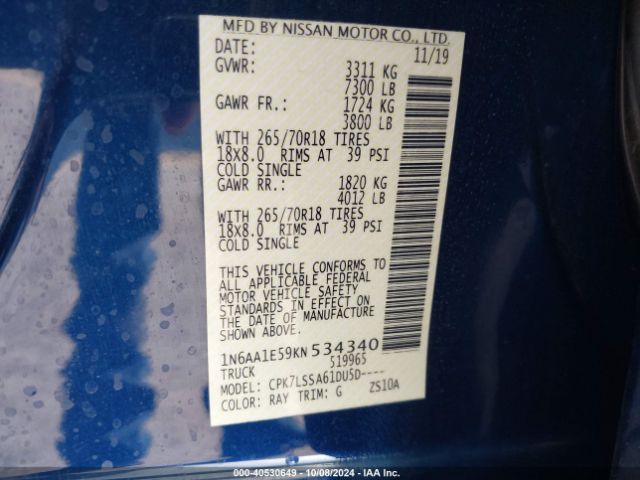 MFD BY NISSAN MOTOR CO., LTD.
DATE: 11/19
GVWR: 3311 KG
7300 LB
GAWR FR.: 1724 KG
3800 LB
WITH 265/70R18 TIRES
18X8.0 RIMS AT 39 PSI
COLD SINGLE
GAWR RR.: 1820 KG
4012 LB
WITH 265/70R18 TIRES
18X8.0 RIMS AT 39 PSI
COLD SINGLE
THIS VEHICLE CONFORMS TO
ALL APPLICABLE FEDERAL
MOTOR VEHICLE SAFETY
STANDARDS IN EFFECT ON
THE DATE OF MANUFACTURE
SHOWN ABOVE.
1N6AA1E59KN534340
TRUCK 519965
MODEL: CPK7LSSA61DU5D----
COLOR: RAY TRIM: G ZS10A
000-40530649 - 10/08/2024 - IAA Inc.